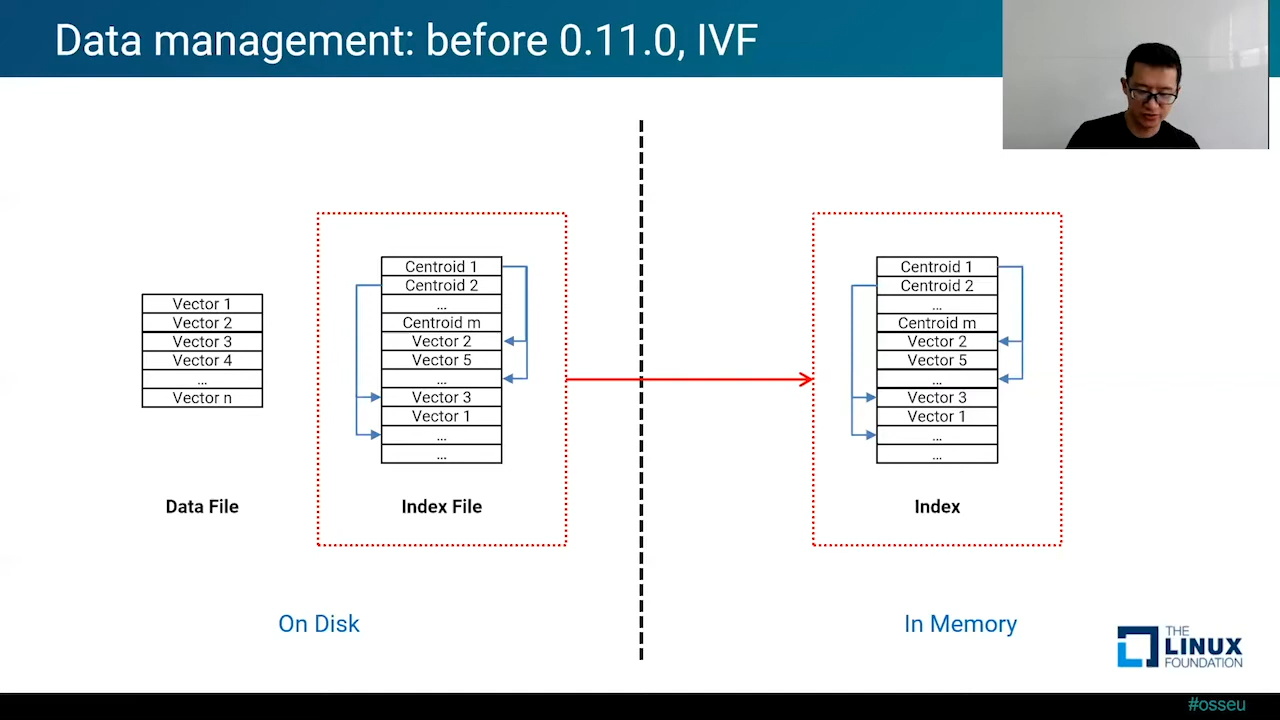 Data management: before 0.11.0, IVF
Vector 1
Vector 2
Vector 3
Vector 4
...
Vector n
Data File
Centroid 1
Centroid 2
...
Centroid m
Vector 2
Vector 5
...
Vector 3
Vector 1
...
...
Index File
On Disk
Centroid 1
Centroid 2
...
Centroid m
Vector 2
Vector 5
...
Vector 3
Vector 1
...
...
Index
In Memory
THE
LINUX
FOUNDATION
#osseu